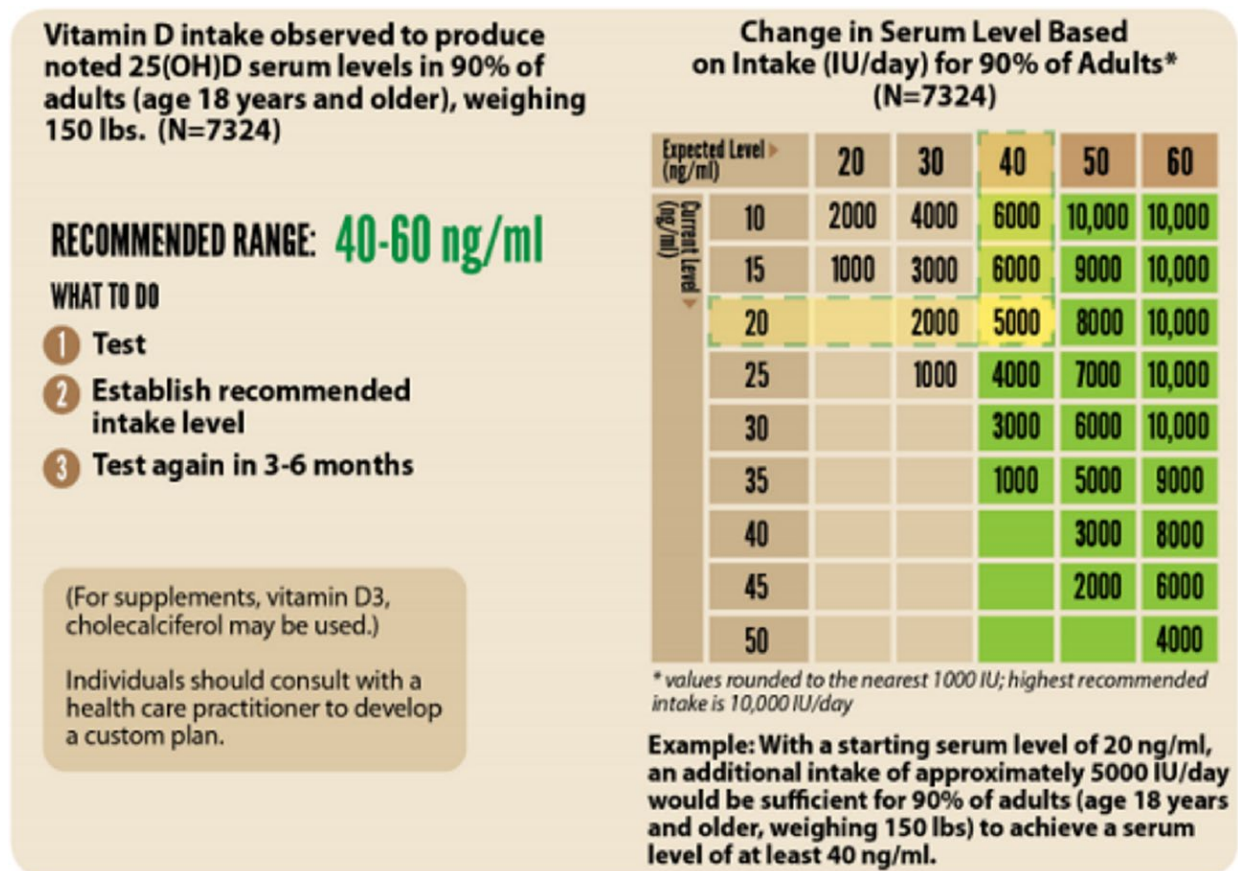 Vitamin D intake observed to produce
noted 25(OH)D serum levels in 90% of
adults (age 18 years and older), weighing
150 lbs. (N=7324)
RECOMMENDED RANGE: 40-60 ng/ml
WHAT TO DO
1 Test
2 Establish recommended
intake level
3 Test again in 3-6 months
(For supplements, vitamin D3,
cholecalciferol may be used.)
Individuals should consult with a
health care practitioner to develop
a custom plan.
Change in Serum Level Based
on Intake (IU/day) for 90% of Adults*
(N=7324)
Expected Level
(ng/ml)
20 30 40 50 60
Current Level
(ng/ml)
10 2000 4000 6000 10,000 10,000
15 1000 3000 6000 9000 10,000
20 2000 5000 8000 10,000
25 1000 4000 7000 10,000
30 3000 6000 10,000
35 1000 5000 9000
40 3000 8000
45 2000 6000
50 4000
* values rounded to the nearest 1000 IU; highest recommended
intake is 10,000 IU/day
Example: With a starting serum level of 20 ng/ml,
an additional intake of approximately 5000 IU/day
would be sufficient for 90% of adults (age 18 years
and older, weighing 150 lbs) to achieve a serum
level of at least 40 ng/ml.